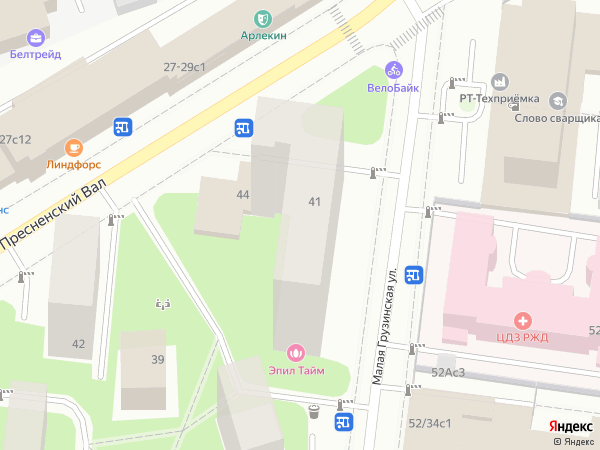 Арлекин
Белтрейд
27-29с1
ВелоБайк
РТ-Техприёмка
Слово сварщика
27с12
Линдфорс
44
41
нс
Пресненский Вал
Малая Грузинская ул.
ЦДЗ РЖД
52
42
39
Эпил Тайм
52Ас3
52/34с1
Яндекс
© Яндекс